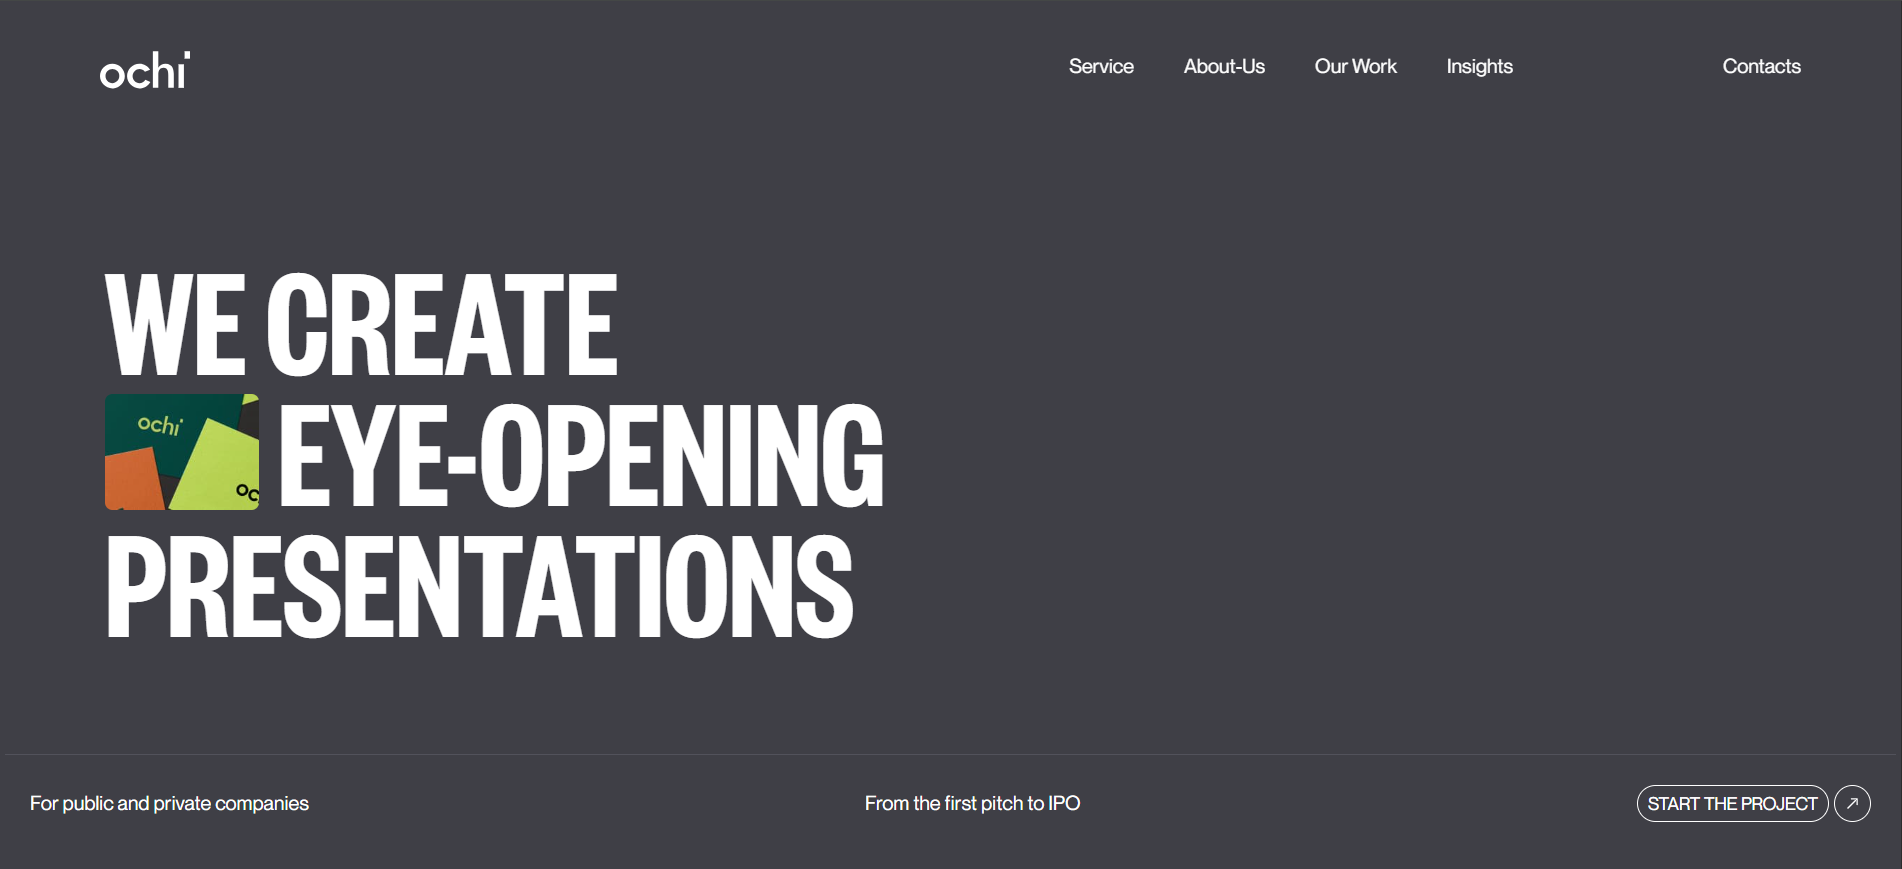 ochi
Service About-Us Our Work Insights Contacts
WE CREATE
ochi
oc
EYE-OPENING
PRESENTATIONS
For public and private companies From the first pitch to IPO START THE PROJECT